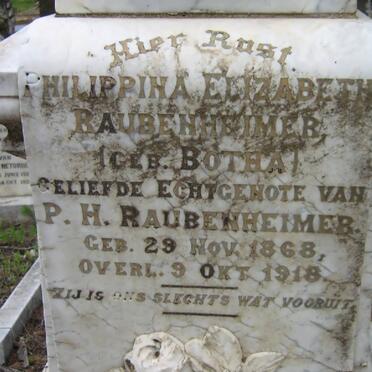 Hier Rust
PHILIPPINA ELIZABETH
RAUBENHEIMER,
(GEB. BOTHA).
GELIEFDE ECHTGENOTE VAN
P. H. RAUBENHEIMER.
GEB. 29 NOV. 1868,
OVERL. 9 OKT. 1918.
ZIJ IS ONS SLECHTS WAT VOORUIT.
VAN